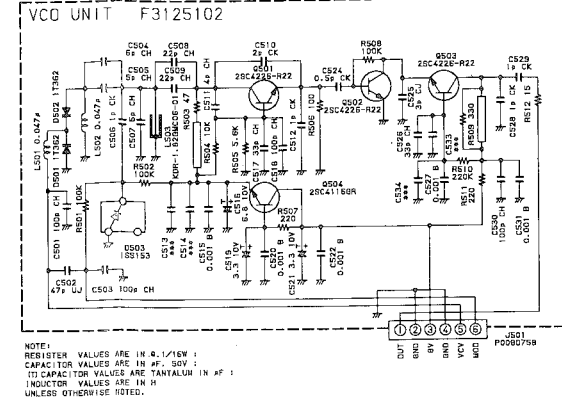 VCO UNIT F3125102
C504
6p CH
C508
22p CH
C505
5p CH
C509
22p CH
C510
2p CK
Q501
2SC4226-R22
C524
0.5p CK
R508
100K
Q502
2SC4226-R22
Q503
2SC4226-R22
C529
1p CK
D502 1T362
D501 1T362
L501 0.047μ
L502 0.047μ
C506 1p CK
C507 5p CH
L503
R503 47
C511 4p CH
R504 10K
R505 5.6K
C517 33p CH
C518 100p CH
C512 1p CK
R506 100
C525
3p CJ
C526
33p CH
C533
***
R509 330
C528 1p CK
R512 15
R502
100K
R501 100K
C501 100p CH
D503
1SS153
C513
***
C514
***
C515
0.001 B
C516
6.8 10V
Q504
2SC4116GR
R507
220
C519
3.3 10V
C520
0.001 B
C521 3.3 10V
C522
0.001 B
C534
***
C527
0.001 B
R510
220K
R511
220
C530
100p CH
C531
0.001 B
C502
47p UJ
C503 100p CH
1 2 3 4 5 6
OUT
GND
8V
GND
VCV
MOD
J501
P0080758
NOTE:
RESISTER VALUES ARE IN 0.1/16W :
CAPACITOR VALUES ARE IN μF, 50V :
(T) CAPACITOR VALUES ARE TANTALUM IN μF :
INDUCTOR VALUES ARE IN H
UNLESS OTHERWISE NOTED.